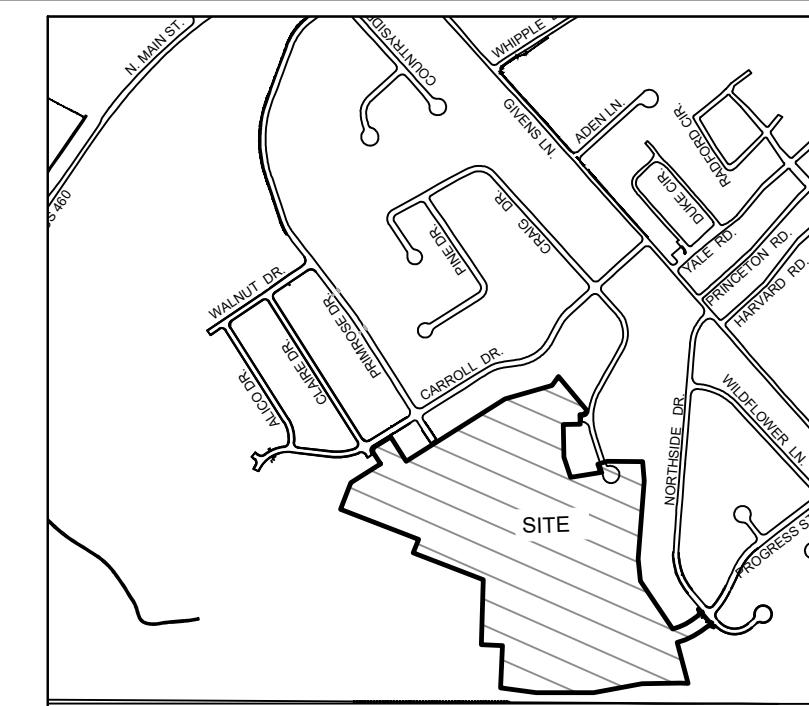 N. MAIN ST.
COUNTRYSIDE
WHIPPLE
GIVENS LN.
ADEN LN.
RADFORD CIR.
DUKE CIR.
YALE RD.
PRINCETON RD.
HARVARD RD.
S 460
CRAIG DR.
PINE DR.
WALNUT DR.
PRIMROSE DR.
CLAIRE DR.
ALICO DR.
CARROLL DR.
NORTHSIDE DR.
WILDFLOWER LN.
SITE
PROGRESS S